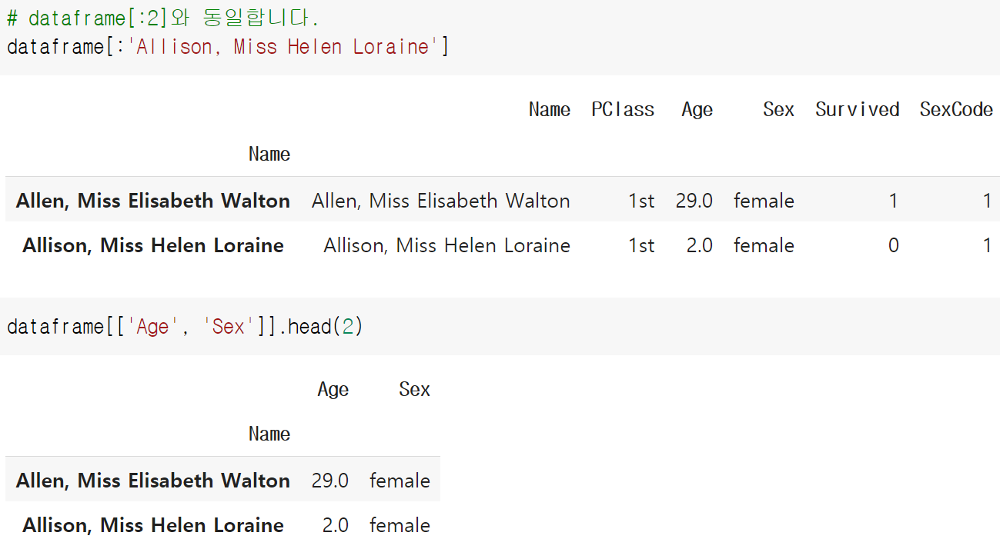 # dataframe[:2]와 동일합니다.
dataframe[:'Allison, Miss Helen Loraine']
Name PClass Age Sex Survived SexCode
Name
Allen, Miss Elisabeth Walton Allen, Miss Elisabeth Walton 1st 29.0 female 1 1
Allison, Miss Helen Loraine Allison, Miss Helen Loraine 1st 2.0 female 0 1
dataframe[['Age', 'Sex']].head(2)
Age Sex
Name
Allen, Miss Elisabeth Walton 29.0 female
Allison, Miss Helen Loraine 2.0 female